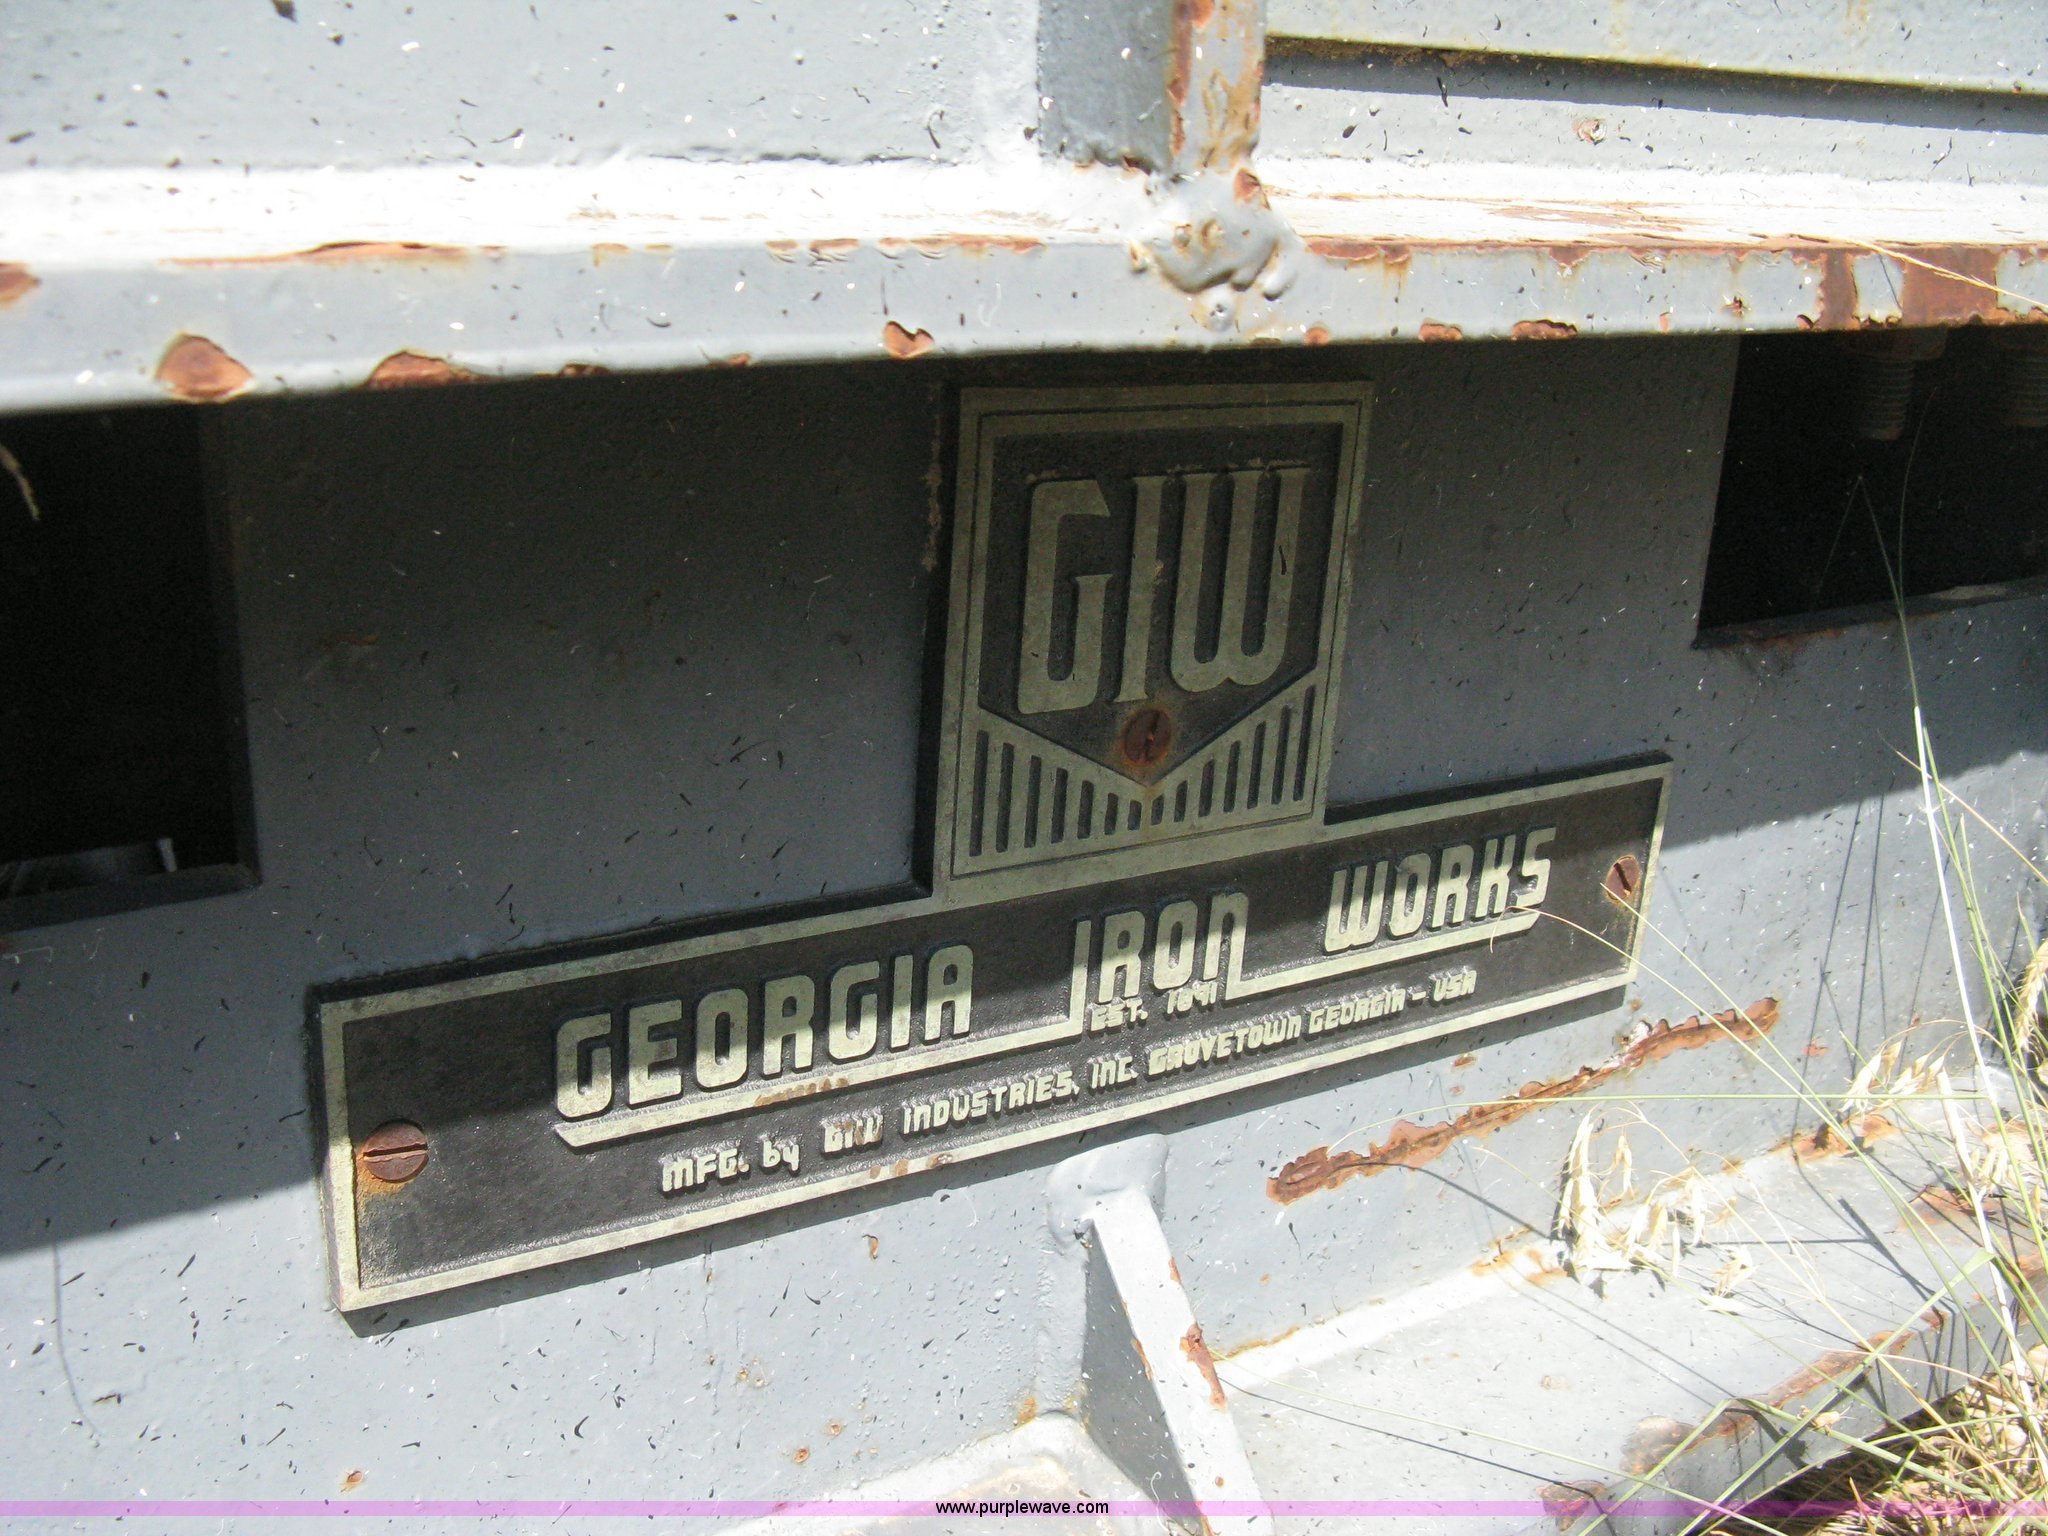 GIW
GEORGIA IRON WORKS
EST. 1891
MFG. by GIW INDUSTRIES, INC. GROVETOWN GEORGIA - USA
www.purplewave.com